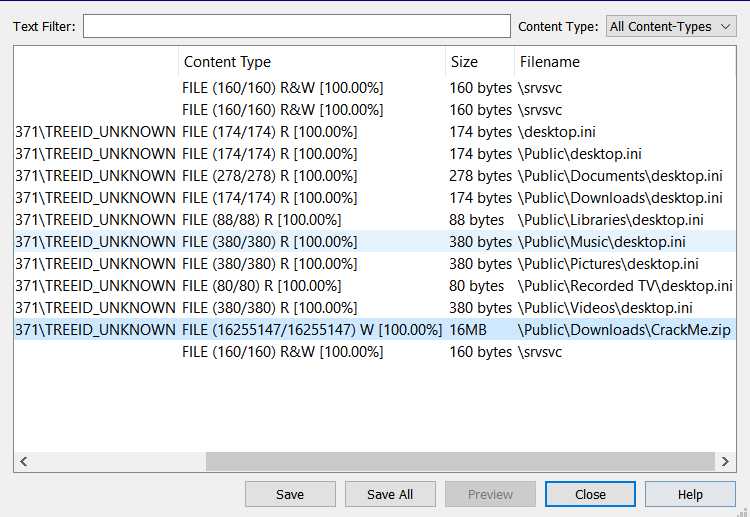 Text Filter: Content Type: All Content-Types
Content Type Size Filename
FILE (160/160) R&W [100.00%] 160 bytes \srvsvc
FILE (160/160) R&W [100.00%] 160 bytes \srvsvc
371\TREEID_UNKNOWN FILE (174/174) R [100.00%] 174 bytes \desktop.ini
371\TREEID_UNKNOWN FILE (174/174) R [100.00%] 174 bytes \Public\desktop.ini
371\TREEID_UNKNOWN FILE (278/278) R [100.00%] 278 bytes \Public\Documents\desktop.ini
371\TREEID_UNKNOWN FILE (174/174) R [100.00%] 174 bytes \Public\Downloads\desktop.ini
371\TREEID_UNKNOWN FILE (88/88) R [100.00%] 88 bytes \Public\Libraries\desktop.ini
371\TREEID_UNKNOWN FILE (380/380) R [100.00%] 380 bytes \Public\Music\desktop.ini
371\TREEID_UNKNOWN FILE (380/380) R [100.00%] 380 bytes \Public\Pictures\desktop.ini
371\TREEID_UNKNOWN FILE (80/80) R [100.00%] 80 bytes \Public\Recorded TV\desktop.ini
371\TREEID_UNKNOWN FILE (380/380) R [100.00%] 380 bytes \Public\Videos\desktop.ini
371\TREEID_UNKNOWN FILE (16255147/16255147) W [100.00%] 16MB \Public\Downloads\CrackMe.zip
FILE (160/160) R&W [100.00%] 160 bytes \srvsvc
Save Save All Preview Close Help